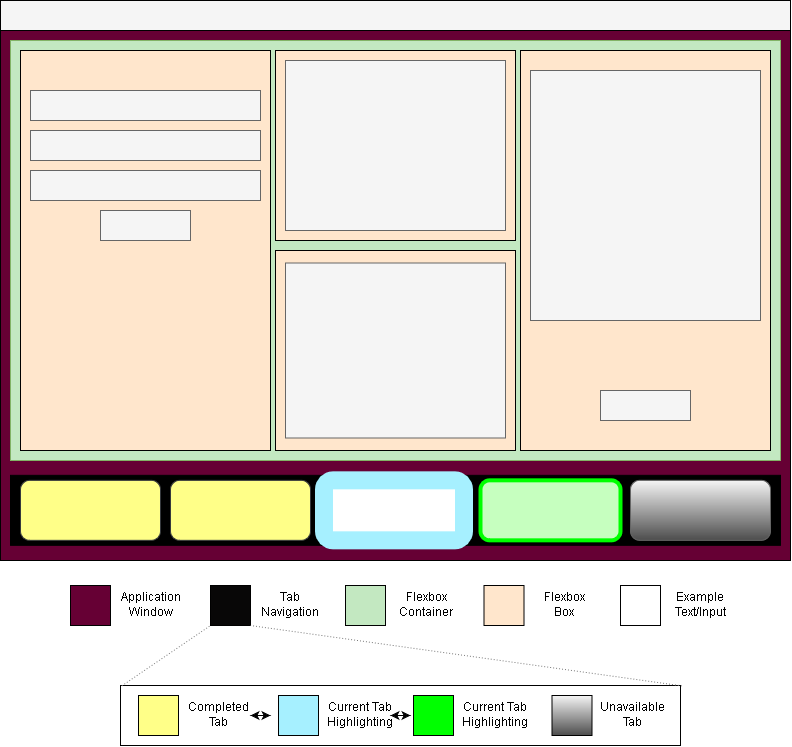 Application
Window
Tab
Navigation
Flexbox
Container
Flexbox
Box
Example
Text/Input
Completed
Tab
Current Tab
Highlighting
Current Tab
Highlighting
Unavailable
Tab